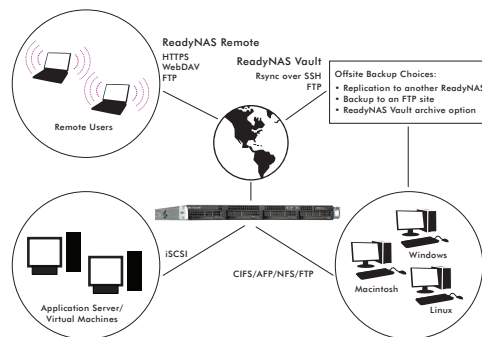 ReadyNAS Remote
HTTPS
WebDAV
FTP
Remote Users
ReadyNAS Vault
Rsync over SSH
FTP
Offsite Backup Choices:
• Replication to another ReadyNAS
• Backup to an FTP site
• ReadyNAS Vault archive option
iSCSI
CIFS/AFP/NFS/FTP
Application Server/
Virtual Machines
Windows
Macintosh
Linux